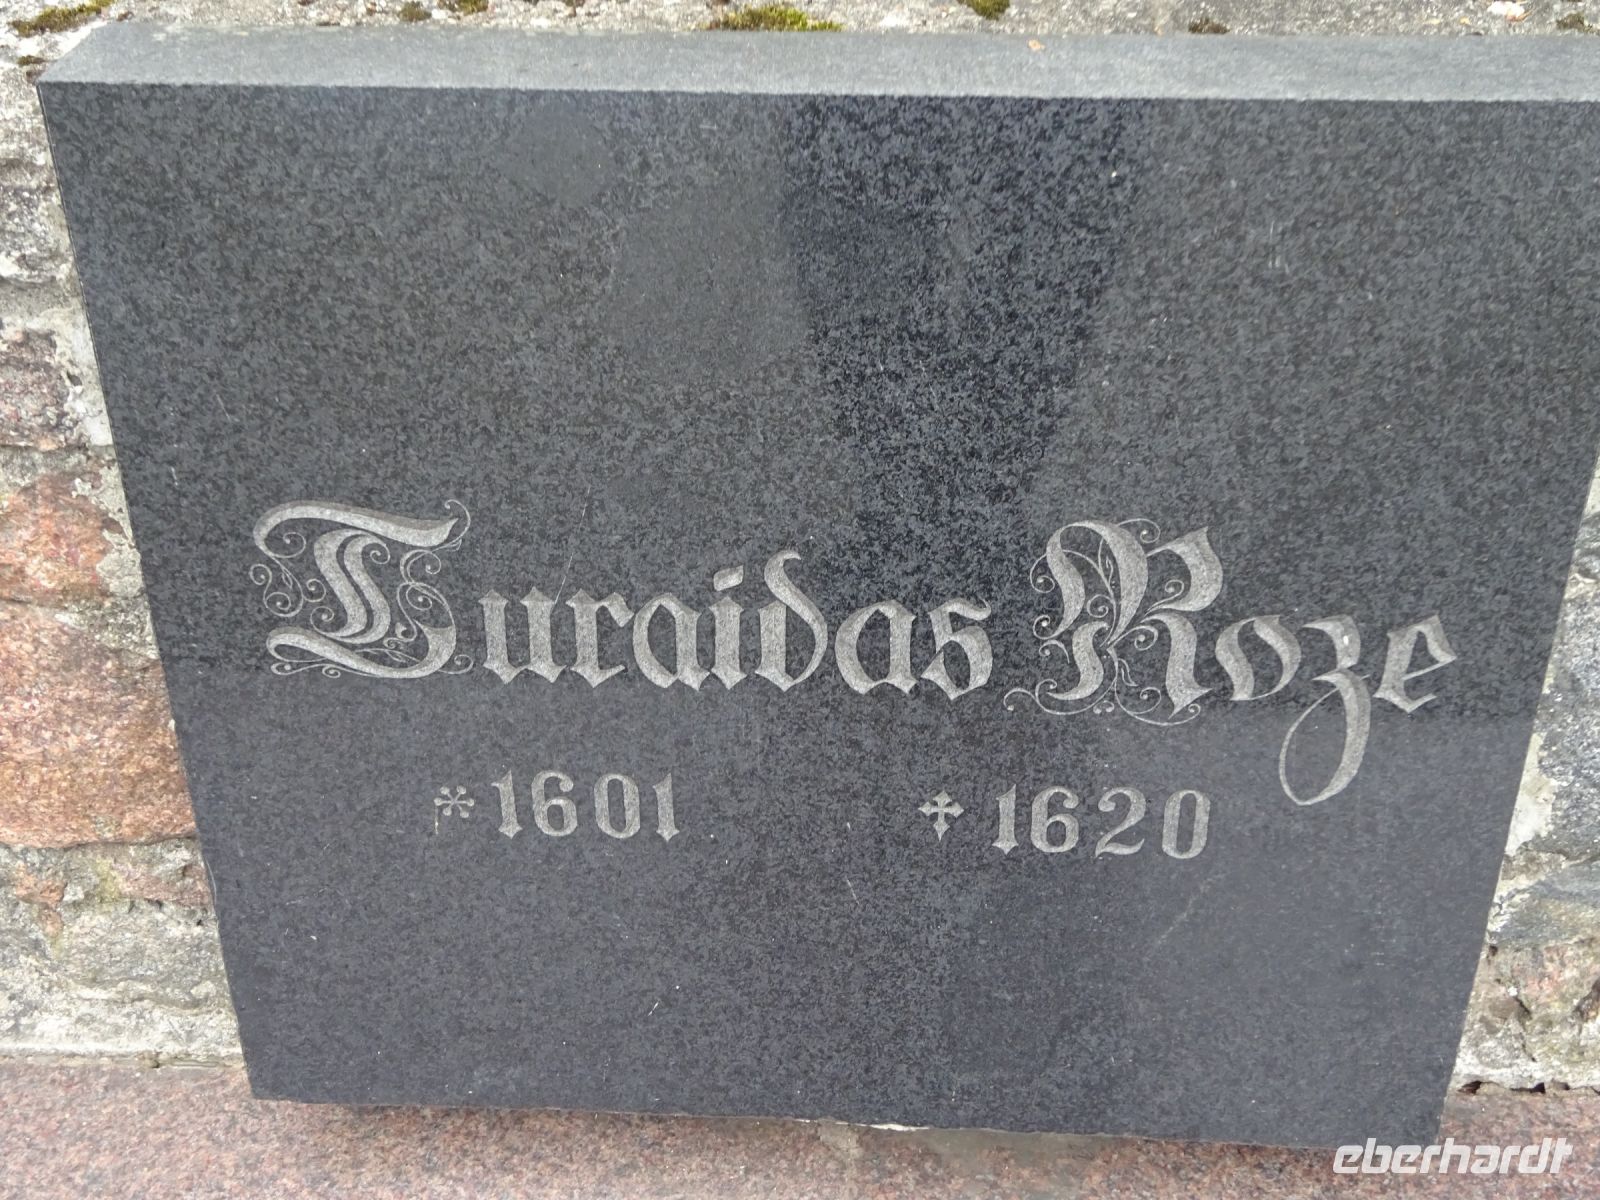 Turaidas Roze
* 1601 ✝ 1620
eberhardt